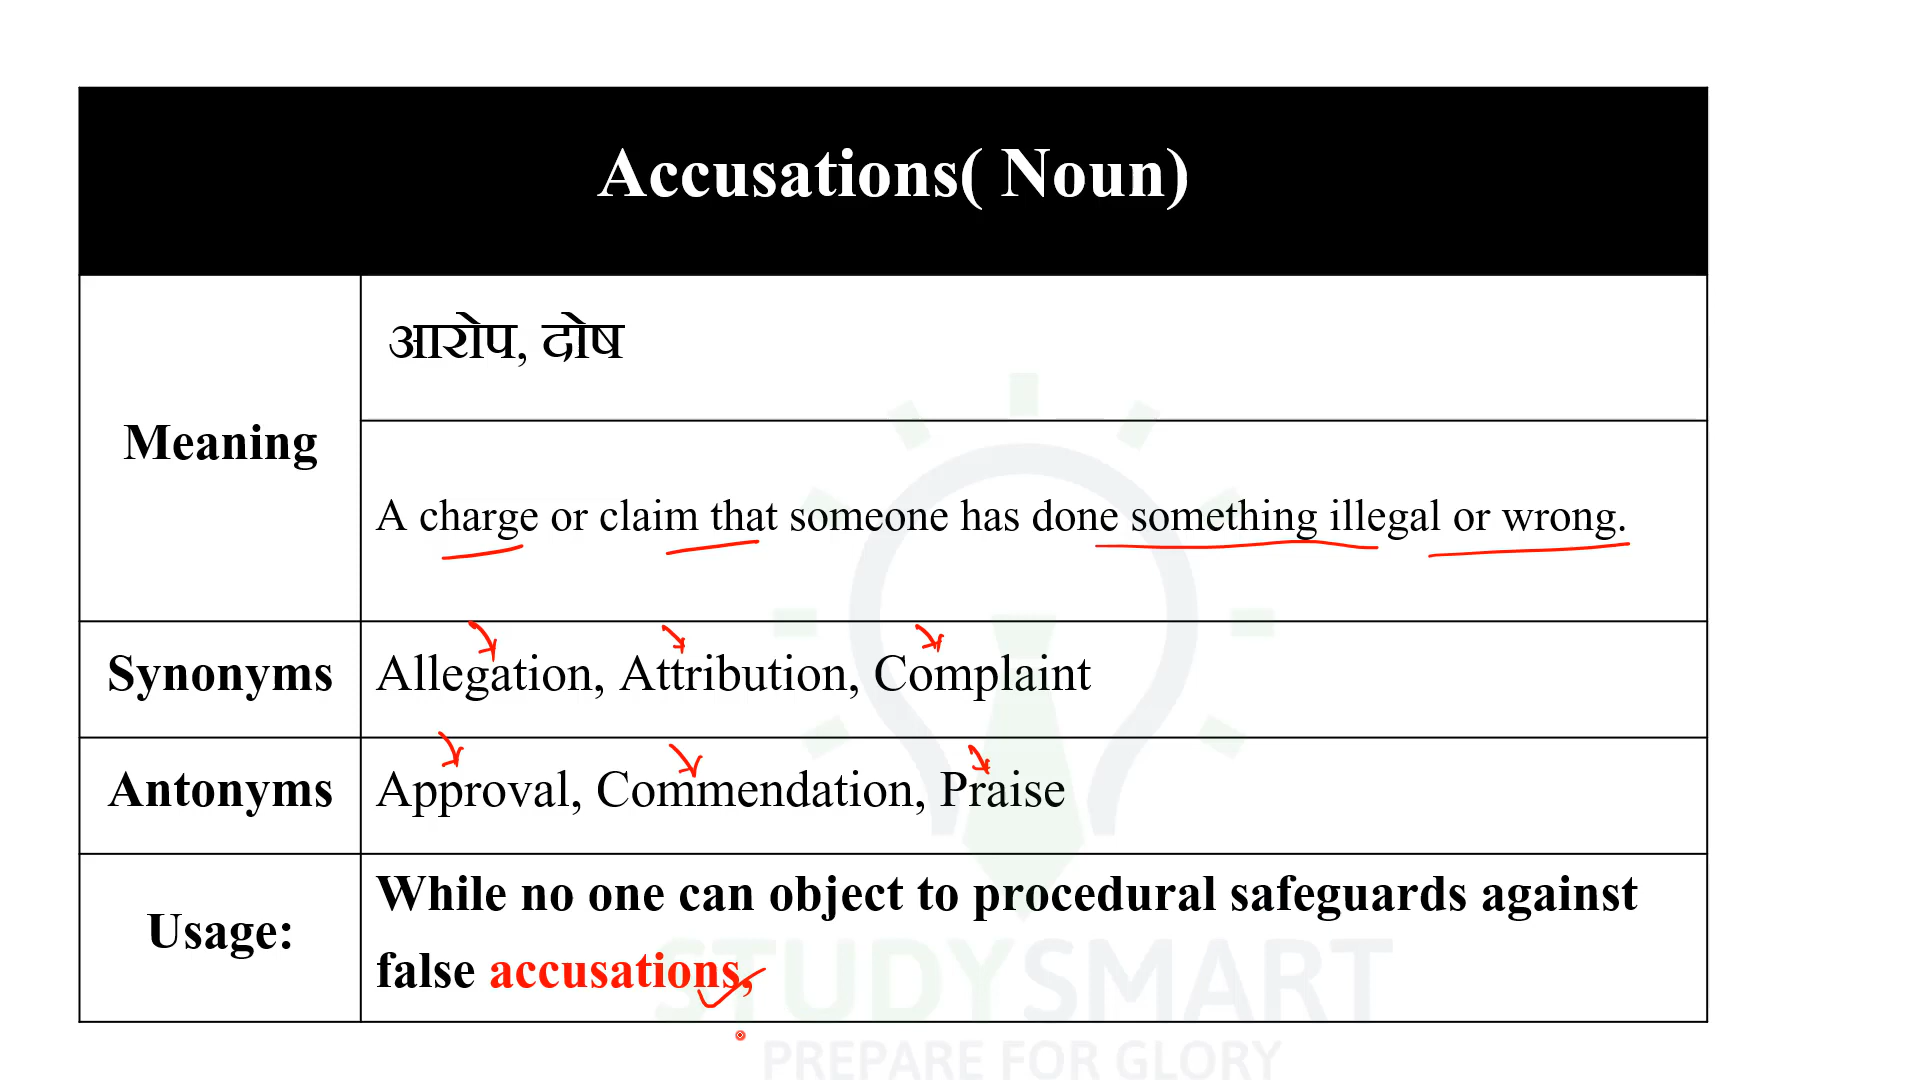 Accusations( Noun)
Meaning
आरोप, दोष
A charge or claim that someone has done something illegal or wrong.
Synonyms
Allegation, Attribution, Complaint
Antonyms
Approval, Commendation, Praise
Usage:
While no one can object to procedural safeguards against
false accusations,
STUDYSMART
PREPARE FOR GLORY